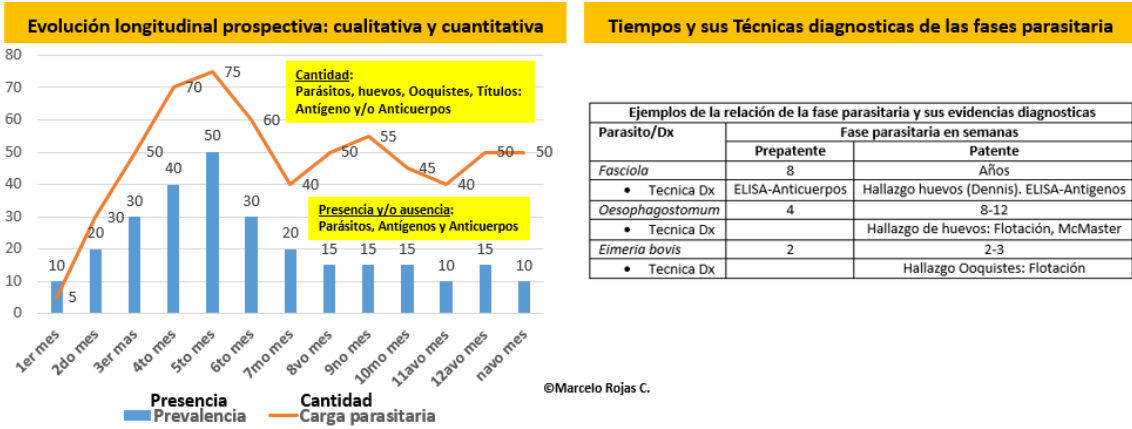 Evolución longitudinal prospectiva: cualitativa y cuantitativa
80
70
60
50
40
30
20
10
0
Cantidad:
Parásitos, huevos, Ooquistes, Títulos:
Antígeno y/o Anticuerpos
Presencia y/o ausencia:
Parásitos, Antígenos y Anticuerpos
5 30 50 70 75 60 40 50 55 45 40 50 50
10 20 30 40 50 30 20 15 15 15 10 15 10
1er mes
2do mes
3er mas
4to mes
5to mes
6to mes
7mo mes
8vo mes
9no mes
10mo mes
11avo mes
12avo mes
navo mes
Presencia Cantidad
Prevalencia Carga parasitaria
Tiempos y sus Técnicas diagnosticas de las fases parasitaria
Ejemplos de la relación de la fase parasitaria y sus evidencias diagnosticas
Parasito/Dx Fase parasitaria en semanas
Prepatente Patente
Fasciola 8 Años
• Tecnica Dx ELISA-Anticuerpos Hallazgo huevos (Dennis). ELISA-Antigenos
Oesophagostomum 4 8-12
• Tecnica Dx Hallazgo de huevos: Flotación, McMaster
Eimeria bovis 2 2-3
• Tecnica Dx Hallazgo Ooquistes: Flotación
©Marcelo Rojas C.